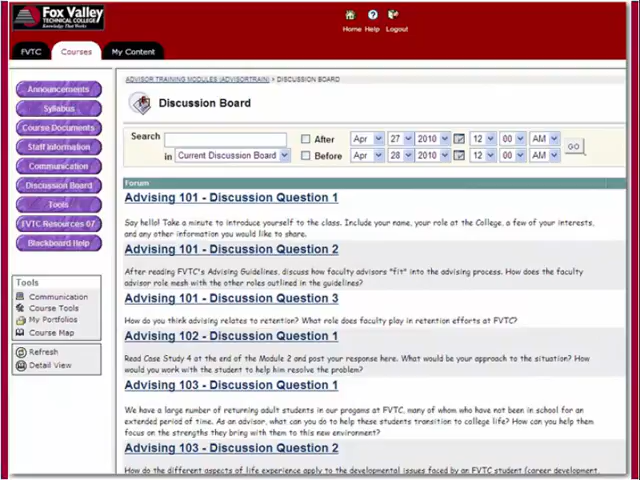 Fox Valley
TECHNICAL COLLEGE
Knowledge That Works
Home Help Logout
FVTC Courses My Content
Announcements
Syllabus
Course Documents
Staff Information
Communication
Discussion Board
Tools
FVTC Resources 07
Blackboard Help
Tools
Communication
Course Tools
My Portfolios
Course Map
Refresh
Detail View
ADVISOR TRAINING MODULES (ADVISORTRAIN) > DISCUSSION BOARD
Discussion Board
Search After Apr 27 2010 12 00 AM
in Current Discussion Board Before Apr 28 2010 12 00 AM GO
Forum
Advising 101 - Discussion Question 1
Say hello! Take a minute to introduce yourself to the class. Include your name, your role at the College, a few of your interests,
and any other information you would like to share.
Advising 101 - Discussion Question 2
After reading FVTC's Advising Guidelines, discuss how faculty advisors "fit" into the advising process. How does the faculty
advisor role mesh with the other roles outlined in the guidelines?
Advising 101 - Discussion Question 3
How do you think advising relates to retention? What role does faculty play in retention efforts at FVTC?
Advising 102 - Discussion Question 1
Read Case Study 4 at the end of the Module 2 and post your response here. What would be your approach to the situation? How
would you work with the student to help him resolve the problem?
Advising 103 - Discussion Question 1
We have a large number of returning adult students in our progams at FVTC, many of whom have not been in school for an
extended period of time. As an advisor, what can you do to help these students transition to college life? How can you help them
focus on the strengths they bring with them to this new environment?
Advising 103 - Discussion Question 2
How do the different aspects of life experience apply to the developmental issues faced by an FVTC student (career development,